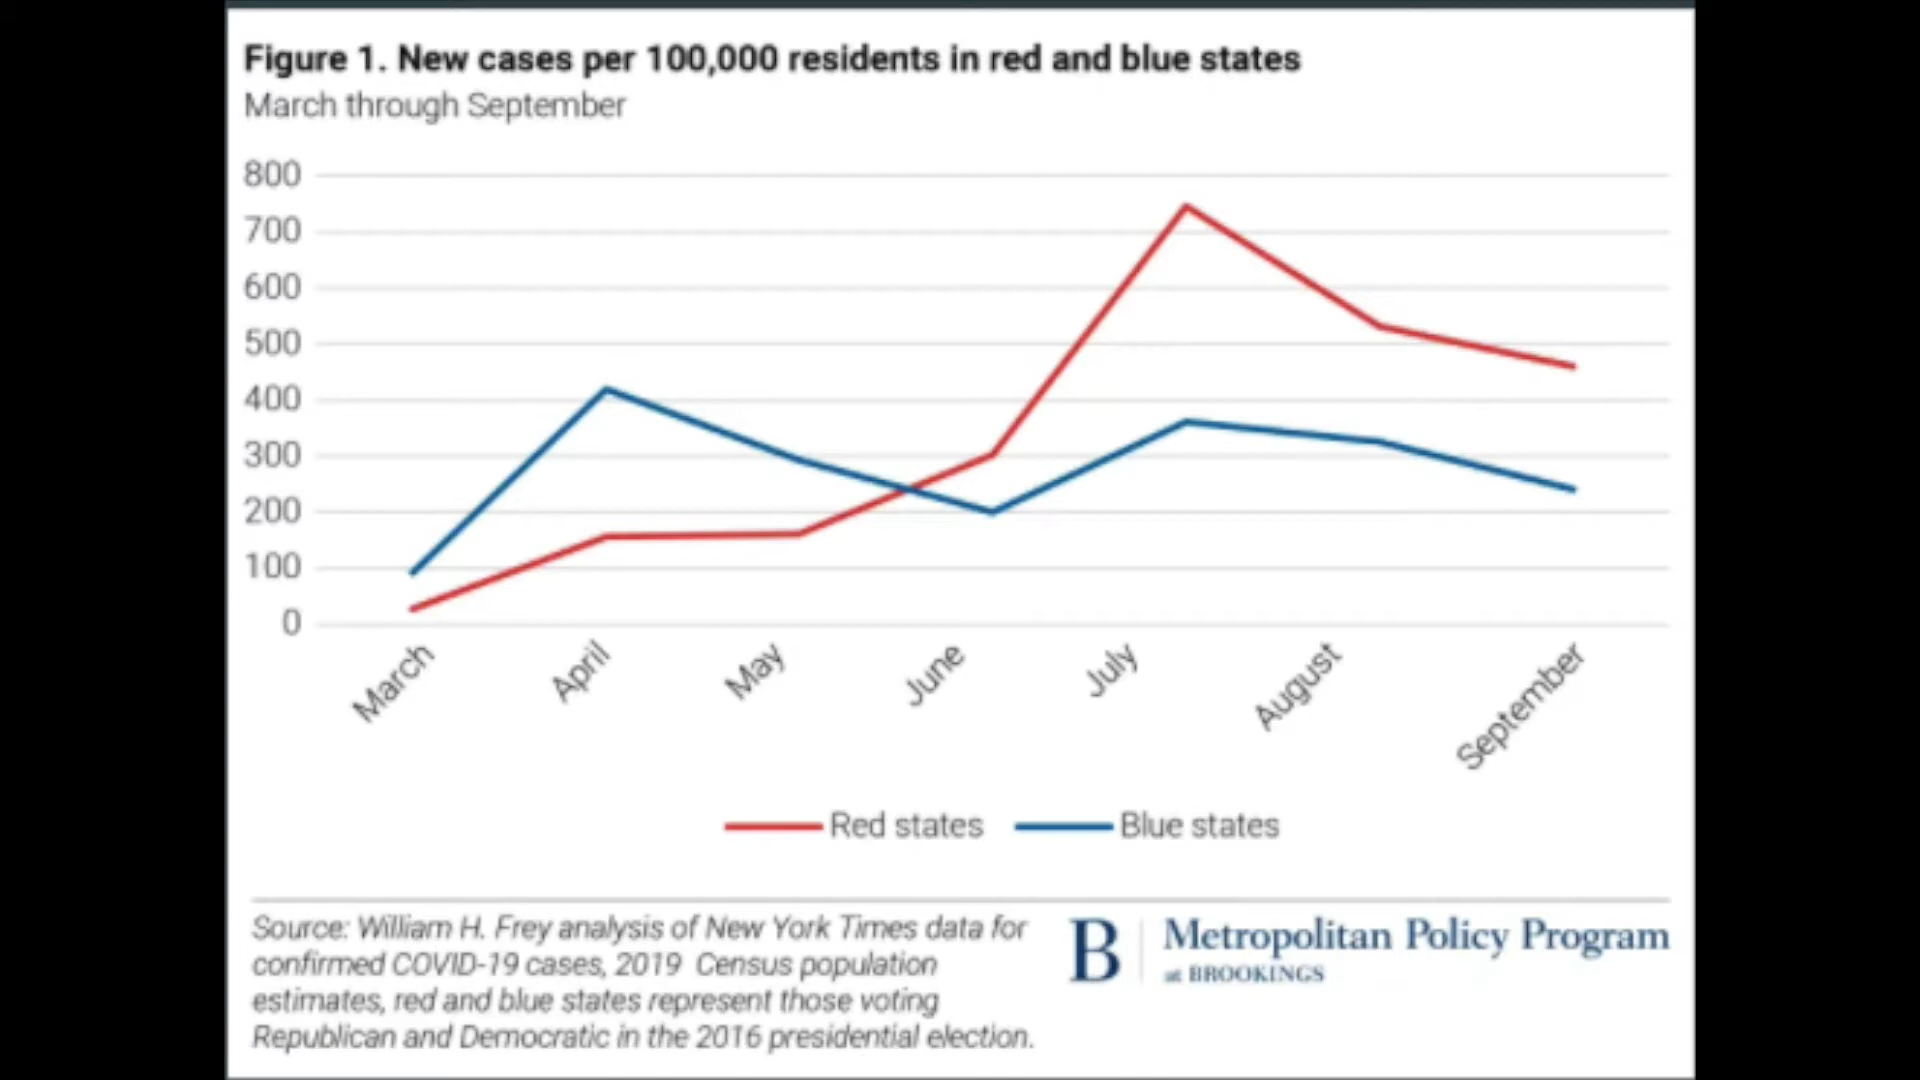 Figure 1. New cases per 100,000 residents in red and blue states
March through September
800
700
600
500
400
300
200
100
0
March
April
May
June
July
August
September
Red states
Blue states
Source: William H. Frey analysis of New York Times data for
confirmed COVID-19 cases, 2019 Census population
estimates, red and blue states represent those voting
Republican and Democratic in the 2016 presidential election.
B
Metropolitan Policy Program
at BROOKINGS